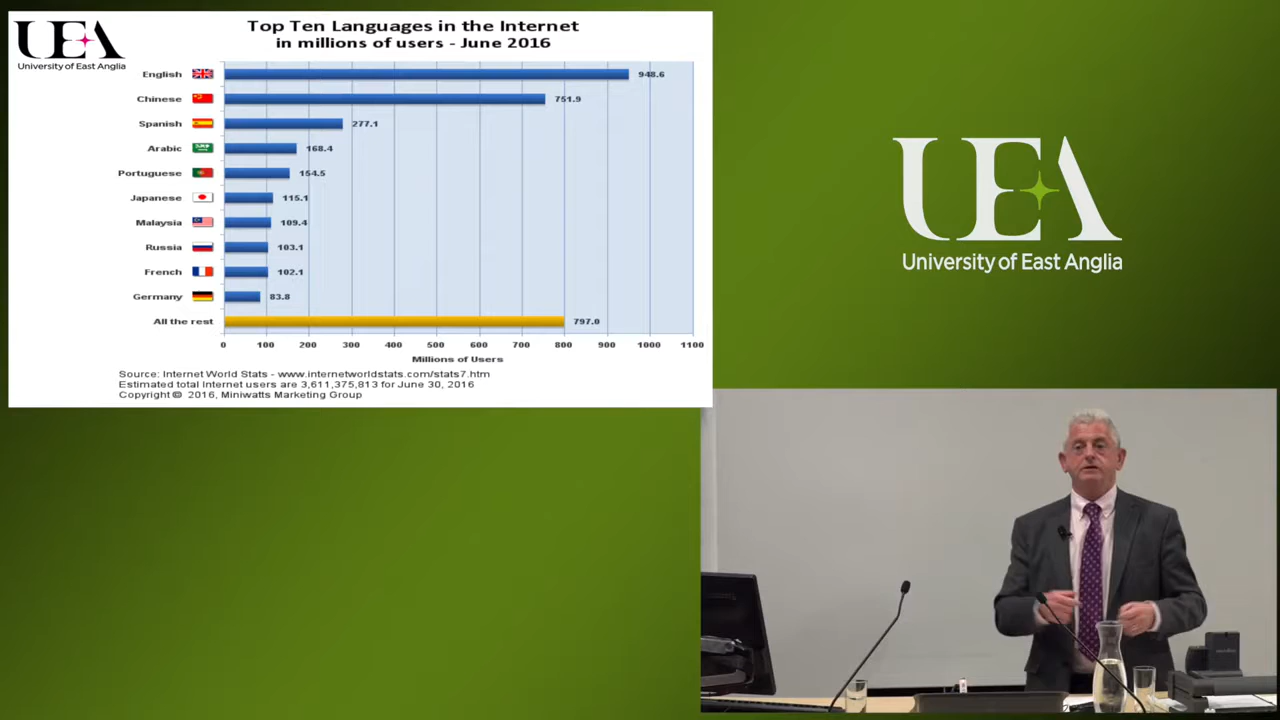 UEA
University of East Anglia
Top Ten Languages in the Internet
in millions of users - June 2016
English 948.6
Chinese 751.9
Spanish 277.1
Arabic 168.4
Portuguese 154.5
Japanese 115.1
Malaysia 109.4
Russia 103.1
French 102.1
Germany 83.8
All the rest 797.0
0 100 200 300 400 500 600 700 800 900 1000 1100
Millions of Users
Source: Internet World Stats - www.internetworldstats.com/stats7.htm
Estimated total Internet users are 3,611,375,813 for June 30, 2016
Copyright © 2016, Miniwatts Marketing Group
UEA
University of East Anglia